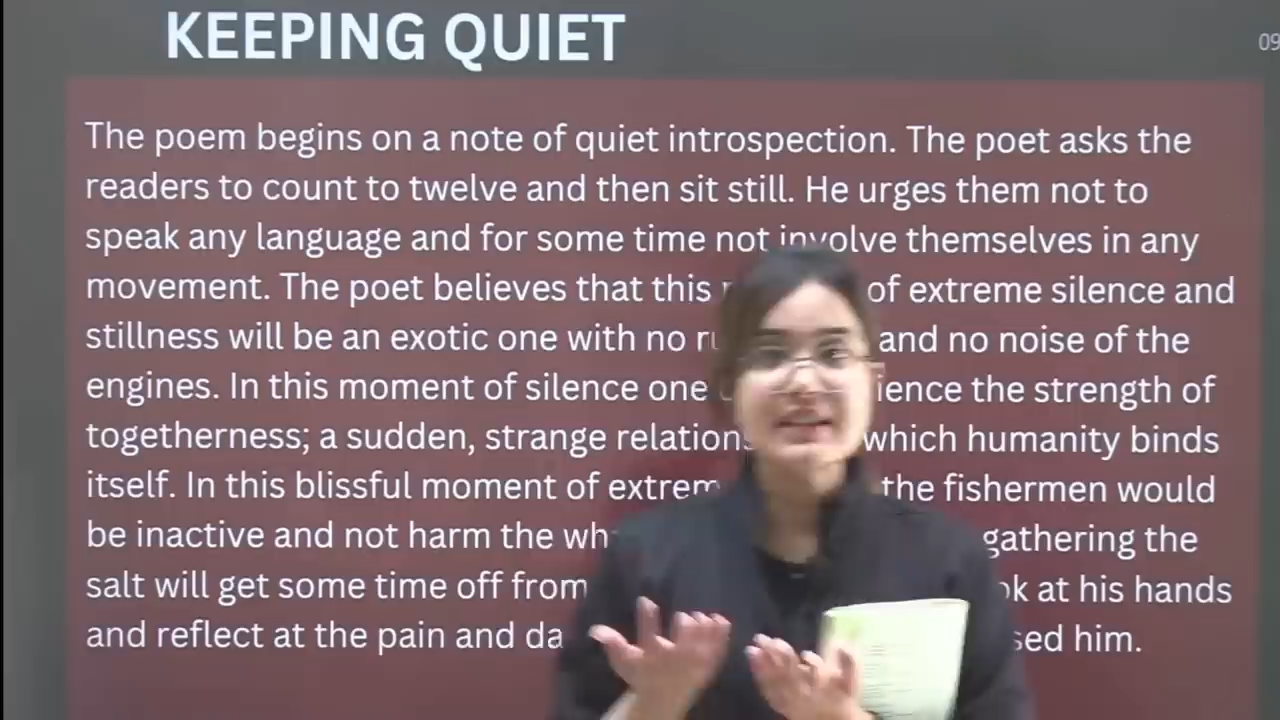 KEEPING QUIET
09
The poem begins on a note of quiet introspection. The poet asks the
readers to count to twelve and then sit still. He urges them not to
speak any language and for some time not involve themselves in any
movement. The poet believes that this of extreme silence and
stillness will be an exotic one with no and no noise of the
engines. In this moment of silence one the strength of
togetherness; a sudden, strange which humanity binds
itself. In this blissful moment of the fishermen would
be inactive and not harm the gathering the
salt will get some time off from at his hands
and reflect at the pain and him.